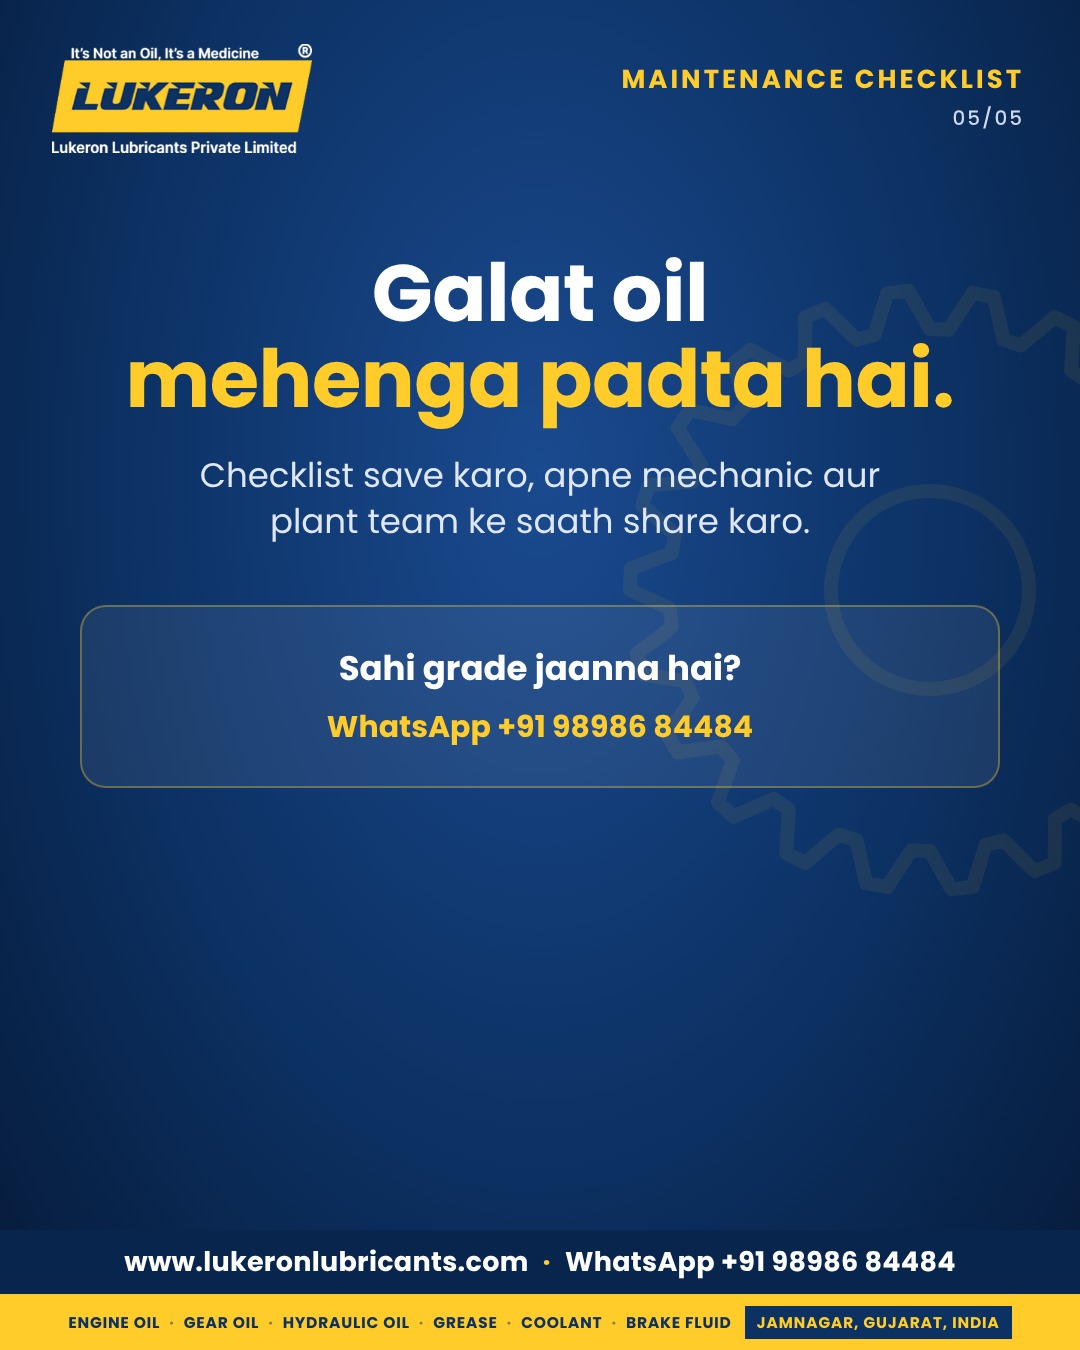 It's Not an Oil, It's a Medicine ®
LUKERON
Lukeron Lubricants Private Limited
MAINTENANCE CHECKLIST
05/05
Galat oil
mehenga padta hai.
Checklist save karo, apne mechanic aur
plant team ke saath share karo.
Sahi grade jaanna hai?
WhatsApp +91 98986 84484
www.lukeronlubricants.com · WhatsApp +91 98986 84484
ENGINE OIL · GEAR OIL · HYDRAULIC OIL · GREASE · COOLANT · BRAKE FLUID JAMNAGAR, GUJARAT, INDIA